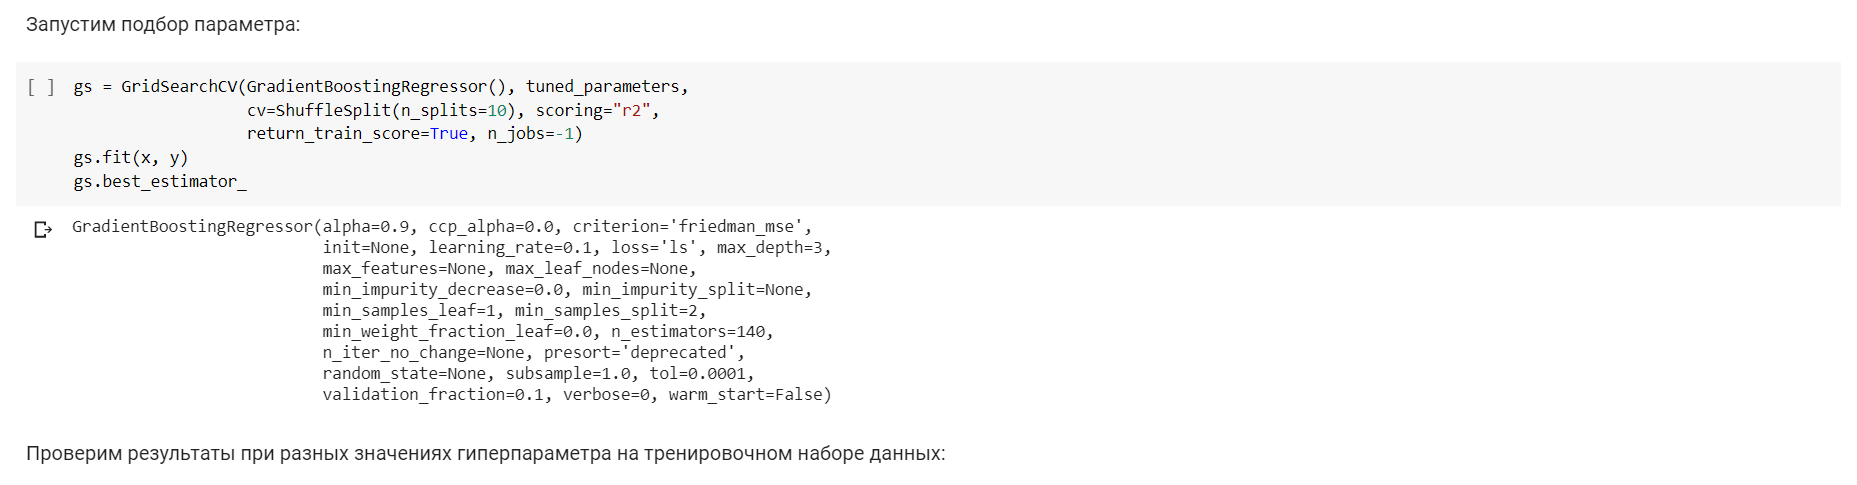 Запустим подбор параметра:
[ ] gs = GridSearchCV(GradientBoostingRegressor(), tuned_parameters,
cv=ShuffleSplit(n_splits=10), scoring="r2",
return_train_score=True, n_jobs=-1)
gs.fit(x, y)
gs.best_estimator_
GradientBoostingRegressor(alpha=0.9, ccp_alpha=0.0, criterion='friedman_mse',
init=None, learning_rate=0.1, loss='ls', max_depth=3,
max_features=None, max_leaf_nodes=None,
min_impurity_decrease=0.0, min_impurity_split=None,
min_samples_leaf=1, min_samples_split=2,
min_weight_fraction_leaf=0.0, n_estimators=140,
n_iter_no_change=None, presort='deprecated',
random_state=None, subsample=1.0, tol=0.0001,
validation_fraction=0.1, verbose=0, warm_start=False)
Проверим результаты при разных значениях гиперпараметра на тренировочном наборе данных: